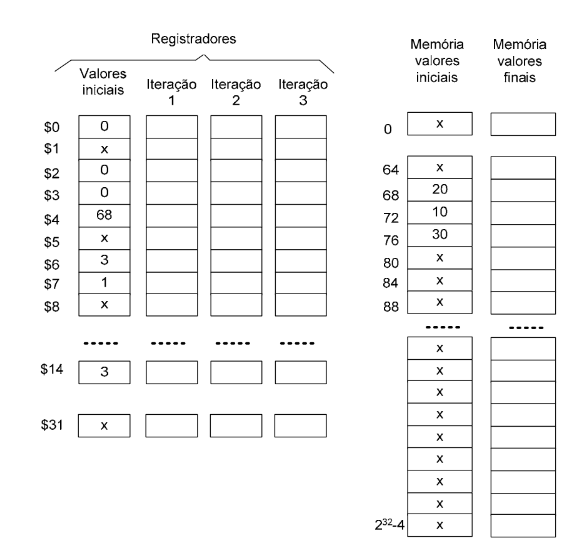 Registradores
Valores iniciais
Iteração 1
Iteração 2
Iteração 3
$0 0
$1 x
$2 0
$3 0
$4 68
$5 x
$6 3
$7 1
$8 x
$14 3
$31 x
Memória valores iniciais
Memória valores finais
0 x
64 x
68 20
72 10
76 30
80 x
84 x
88 x
x
x
x
x
x
x
x
x
2³²-4 x